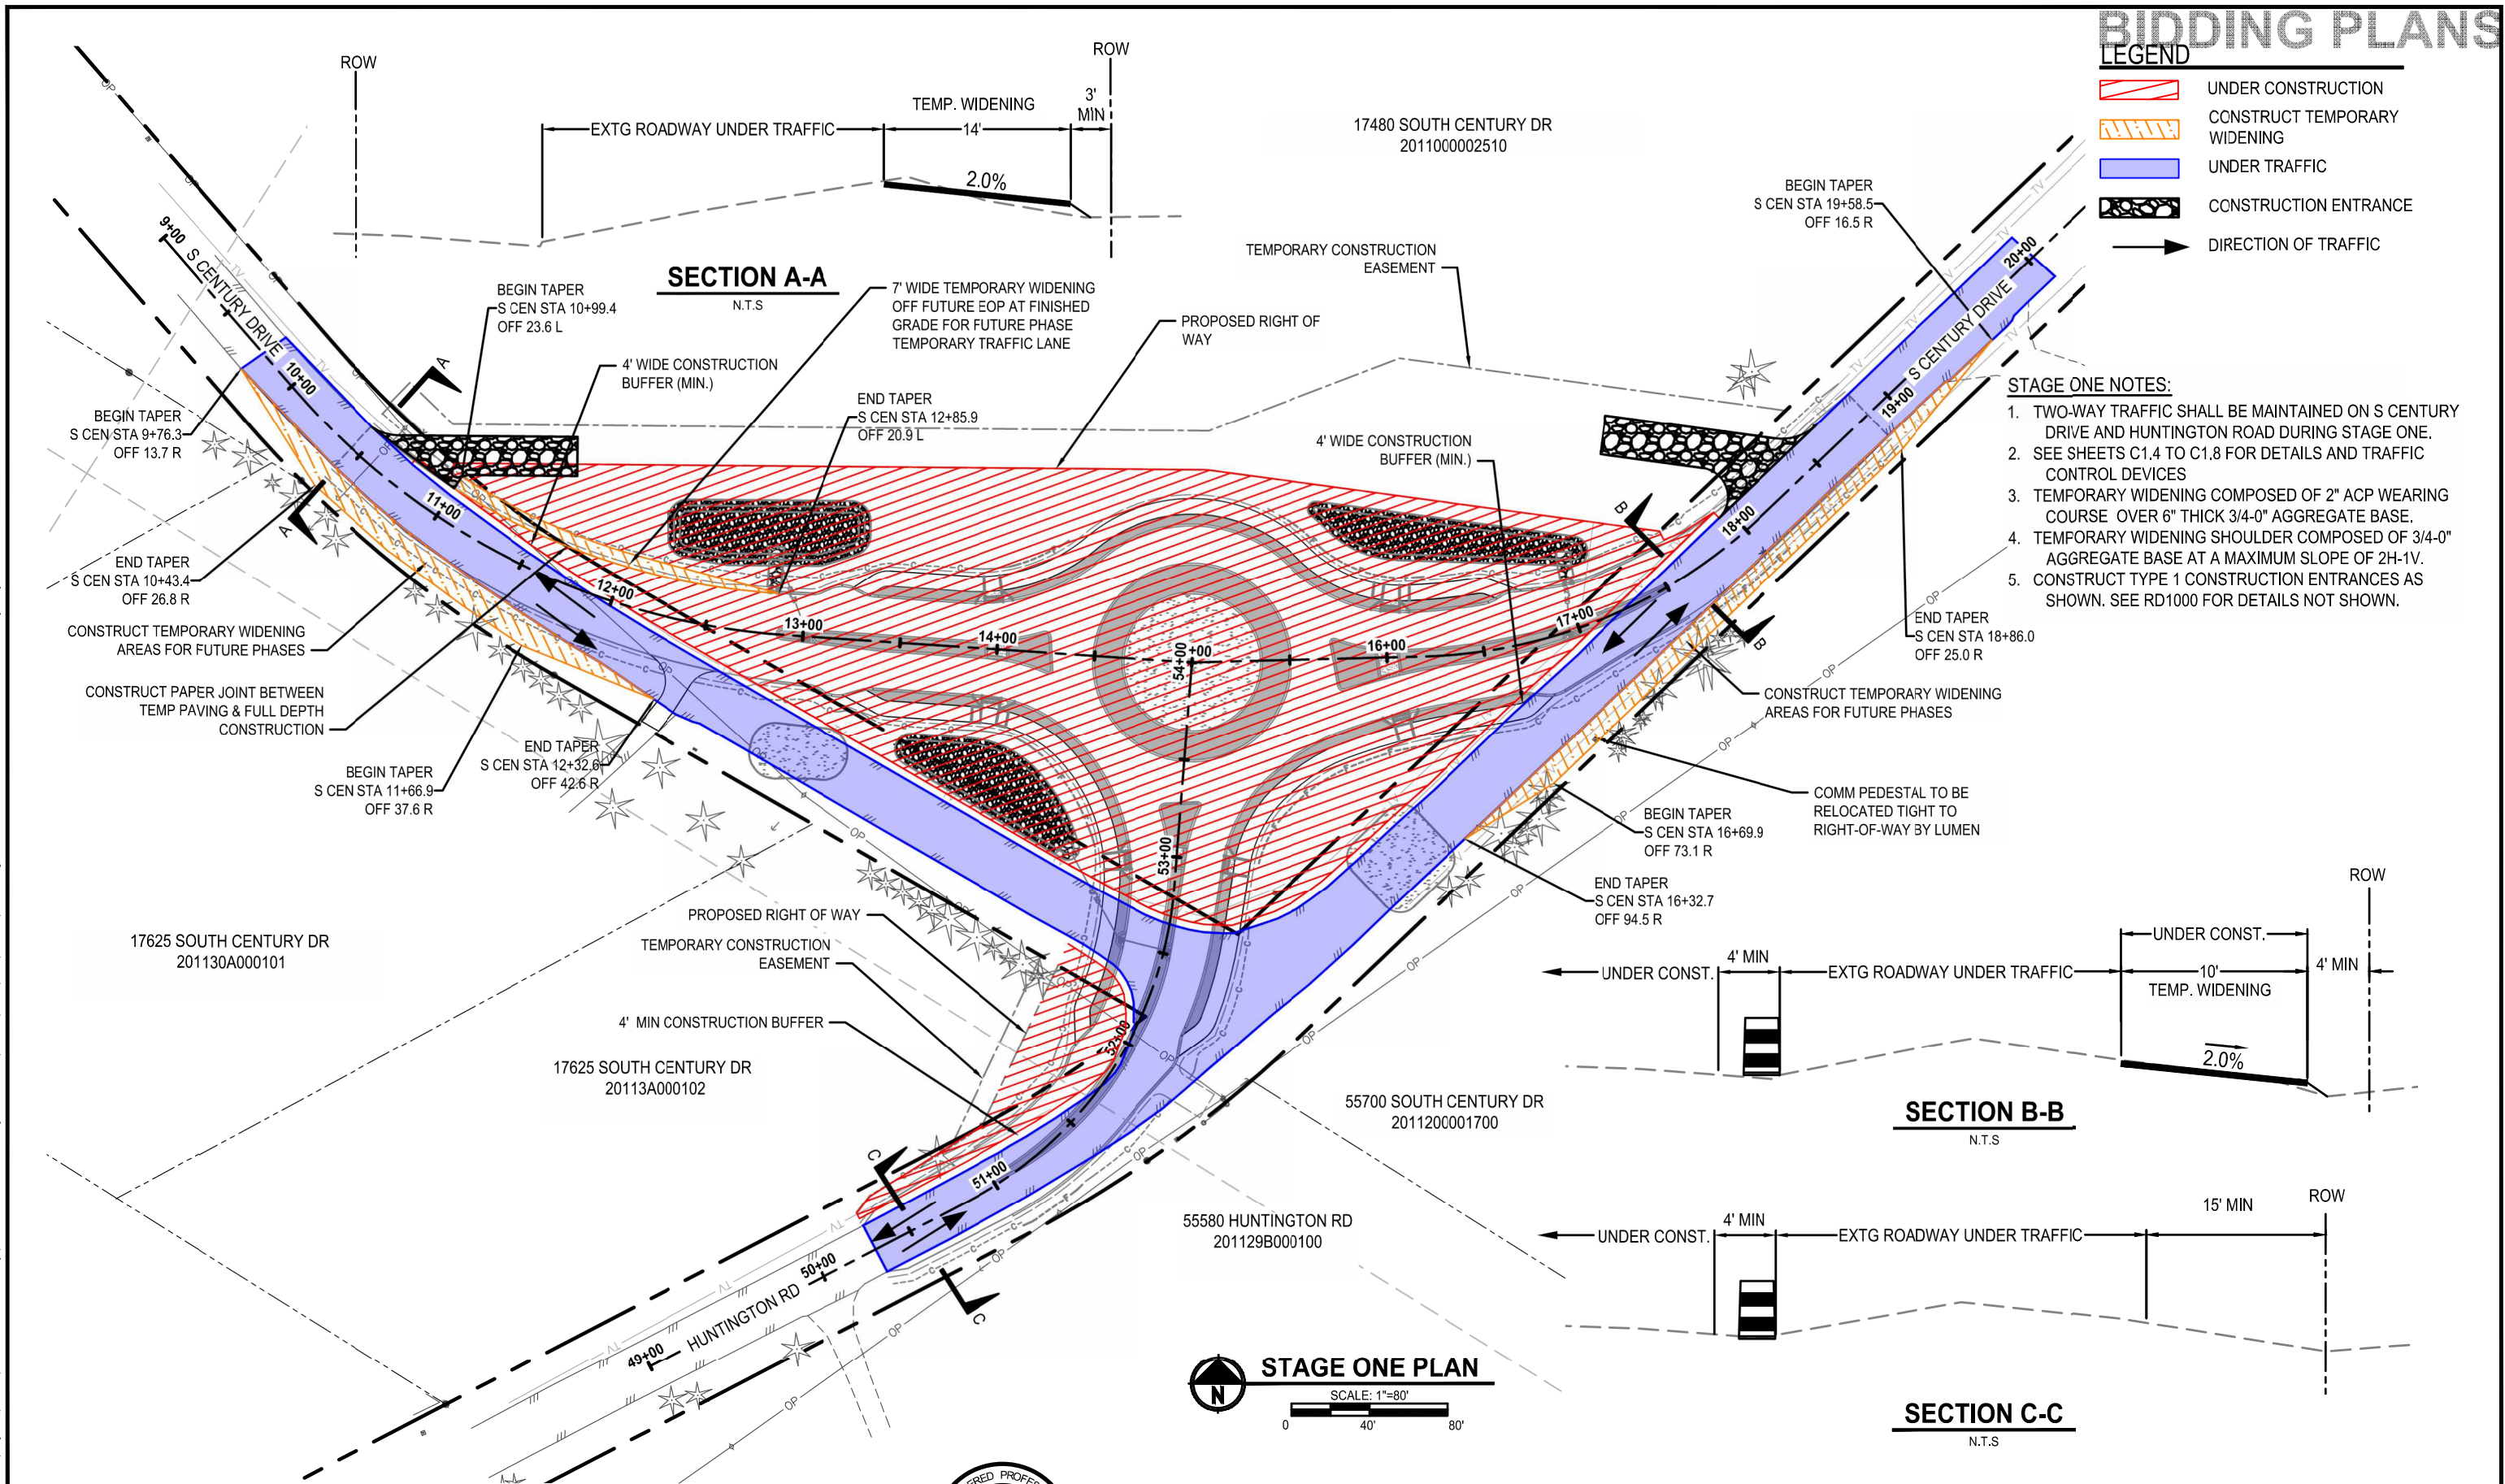 BIDDING PLANS
LEGEND
UNDER CONSTRUCTION
CONSTRUCT TEMPORARY
WIDENING
UNDER TRAFFIC
CONSTRUCTION ENTRANCE
DIRECTION OF TRAFFIC
ROW
ROW
TEMP. WIDENING
3'
MIN
EXTG ROADWAY UNDER TRAFFIC
14'
2.0%
SECTION A-A
N.T.S
17480 SOUTH CENTURY DR
2011000002510
BEGIN TAPER
S CEN STA 19+58.5
OFF 16.5 R
TEMPORARY CONSTRUCTION
EASEMENT
BEGIN TAPER
S CEN STA 10+99.4
OFF 23.6 L
7' WIDE TEMPORARY WIDENING
OFF FUTURE EOP AT FINISHED
GRADE FOR FUTURE PHASE
TEMPORARY TRAFFIC LANE
PROPOSED RIGHT OF
WAY
4' WIDE CONSTRUCTION
BUFFER (MIN.)
END TAPER
S CEN STA 12+85.9
OFF 20.9 L
4' WIDE CONSTRUCTION
BUFFER (MIN.)
9+00
S CENTURY DRIVE
10+00
11+00
12+00
13+00
14+00
+00
54+00
16+00
17+00
18+00
19+00
S CENTURY DRIVE
20+00
53+00
52+00
51+00
50+00
HUNTINGTON RD
49+00
A
A
B
B
C
C
BEGIN TAPER
S CEN STA 9+76.3
OFF 13.7 R
END TAPER
S CEN STA 10+43.4
OFF 26.8 R
CONSTRUCT TEMPORARY WIDENING
AREAS FOR FUTURE PHASES
CONSTRUCT PAPER JOINT BETWEEN
TEMP PAVING & FULL DEPTH
CONSTRUCTION
BEGIN TAPER
S CEN STA 11+66.9
OFF 37.6 R
END TAPER
S CEN STA 12+32.6
OFF 42.6 R
STAGE ONE NOTES:
1. TWO-WAY TRAFFIC SHALL BE MAINTAINED ON S CENTURY
DRIVE AND HUNTINGTON ROAD DURING STAGE ONE.
2. SEE SHEETS C1.4 TO C1.8 FOR DETAILS AND TRAFFIC
CONTROL DEVICES
3. TEMPORARY WIDENING COMPOSED OF 2" ACP WEARING
COURSE OVER 6" THICK 3/4-0" AGGREGATE BASE.
4. TEMPORARY WIDENING SHOULDER COMPOSED OF 3/4-0"
AGGREGATE BASE AT A MAXIMUM SLOPE OF 2H-1V.
5. CONSTRUCT TYPE 1 CONSTRUCTION ENTRANCES AS
SHOWN. SEE RD1000 FOR DETAILS NOT SHOWN.
END TAPER
S CEN STA 18+86.0
OFF 25.0 R
CONSTRUCT TEMPORARY WIDENING
AREAS FOR FUTURE PHASES
COMM PEDESTAL TO BE
RELOCATED TIGHT TO
RIGHT-OF-WAY BY LUMEN
BEGIN TAPER
S CEN STA 16+69.9
OFF 73.1 R
END TAPER
S CEN STA 16+32.7
OFF 94.5 R
PROPOSED RIGHT OF WAY
TEMPORARY CONSTRUCTION
EASEMENT
4' MIN CONSTRUCTION BUFFER
17625 SOUTH CENTURY DR
201130A000101
17625 SOUTH CENTURY DR
20113A000102
55700 SOUTH CENTURY DR
2011200001700
55580 HUNTINGTON RD
201129B000100
ROW
UNDER CONST.
UNDER CONST.
4' MIN
EXTG ROADWAY UNDER TRAFFIC
10'
4' MIN
TEMP. WIDENING
2.0%
SECTION B-B
N.T.S
ROW
15' MIN
UNDER CONST.
4' MIN
EXTG ROADWAY UNDER TRAFFIC
SECTION C-C
N.T.S
N
STAGE ONE PLAN
SCALE: 1"=80'
0
40'
80'